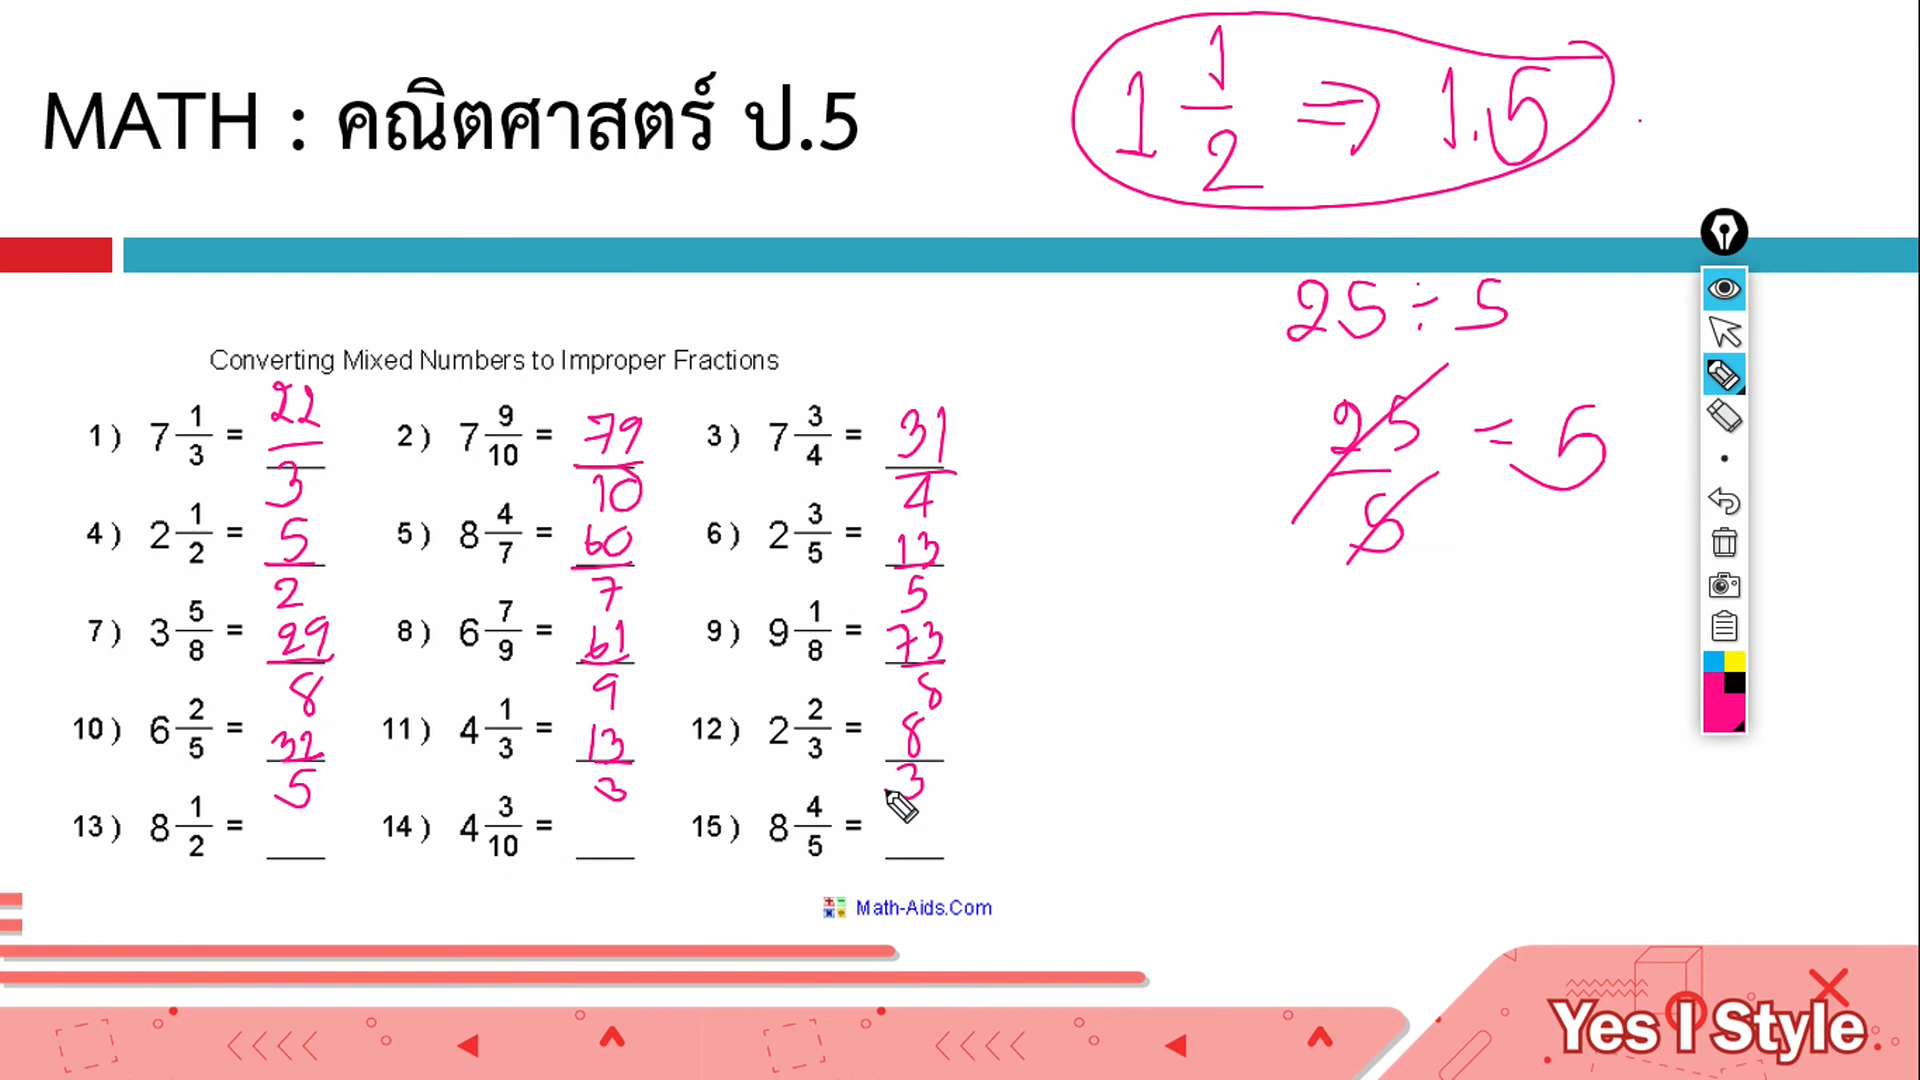 MATH : คณิตศาสตร์ ป.5
1 1/2 ⇒ 1.5
25 ÷ 5
25/5 = 5
Converting Mixed Numbers to Improper Fractions
1) 7 1/3 = 22/3 2) 7 9/10 = 79/10 3) 7 3/4 = 31/4
4) 2 1/2 = 5/2 5) 8 4/7 = 60/7 6) 2 3/5 = 13/5
7) 3 5/8 = 29/8 8) 6 7/9 = 61/9 9) 9 1/8 = 73/8
10) 6 2/5 = 32/5 11) 4 1/3 = 13/3 12) 2 2/3 = 8/3
13) 8 1/2 = ___ 14) 4 3/10 = ___ 15) 8 4/5 = ___
Math-Aids.Com
Yes I Style